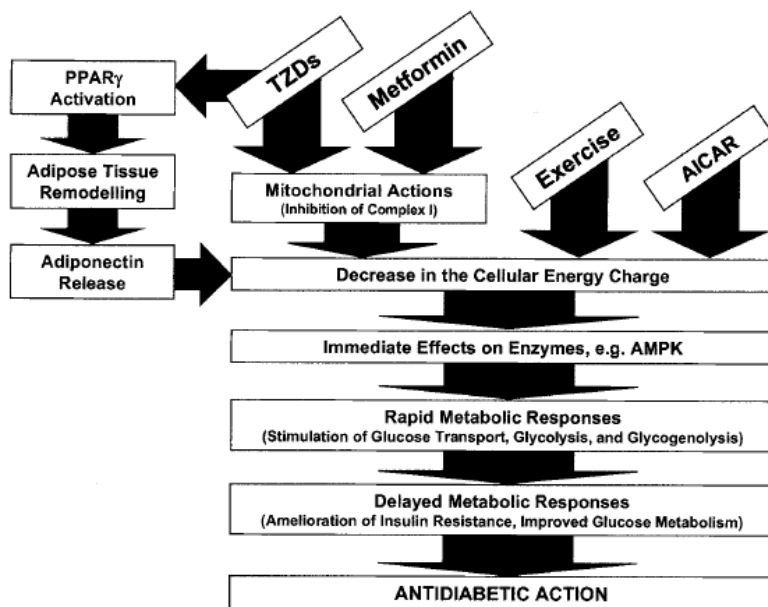 TZDs
Metformin
PPARγ
Activation
Exercise
AICAR
Adipose Tissue
Remodelling
Mitochondrial Actions
(Inhibition of Complex I)
Adiponectin
Release
Decrease in the Cellular Energy Charge
Immediate Effects on Enzymes, e.g. AMPK
Rapid Metabolic Responses
(Stimulation of Glucose Transport, Glycolysis, and Glycogenolysis)
Delayed Metabolic Responses
(Amelioration of Insulin Resistance, Improved Glucose Metabolism)
ANTIDIABETIC ACTION